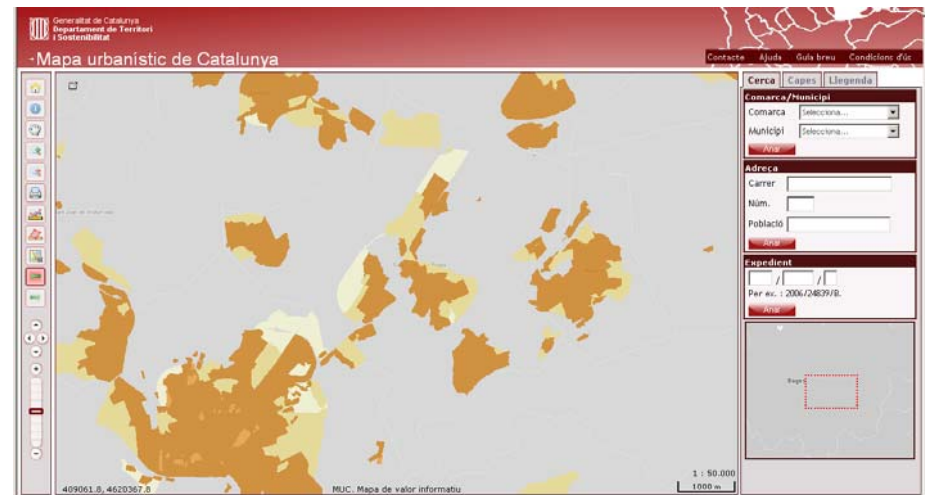 Generalitat de Catalunya
Departament de Territori
i Sostenibilitat
Mapa urbanístic de Catalunya
Contacte Ajuda Guia breu Condicions d'ús
Cerca Capes Llegenda
Comarca/Municipi
Comarca Selecciona...
Municipi Selecciona...
Anar
Adreça
Carrer
Núm.
Població
Anar
Expedient
/ /
Per ex. : 2006/24839/B.
Anar
Bages
1 : 50.000
1000 m
409061.8, 4620367.8
MUC. Mapa de valor informatiu